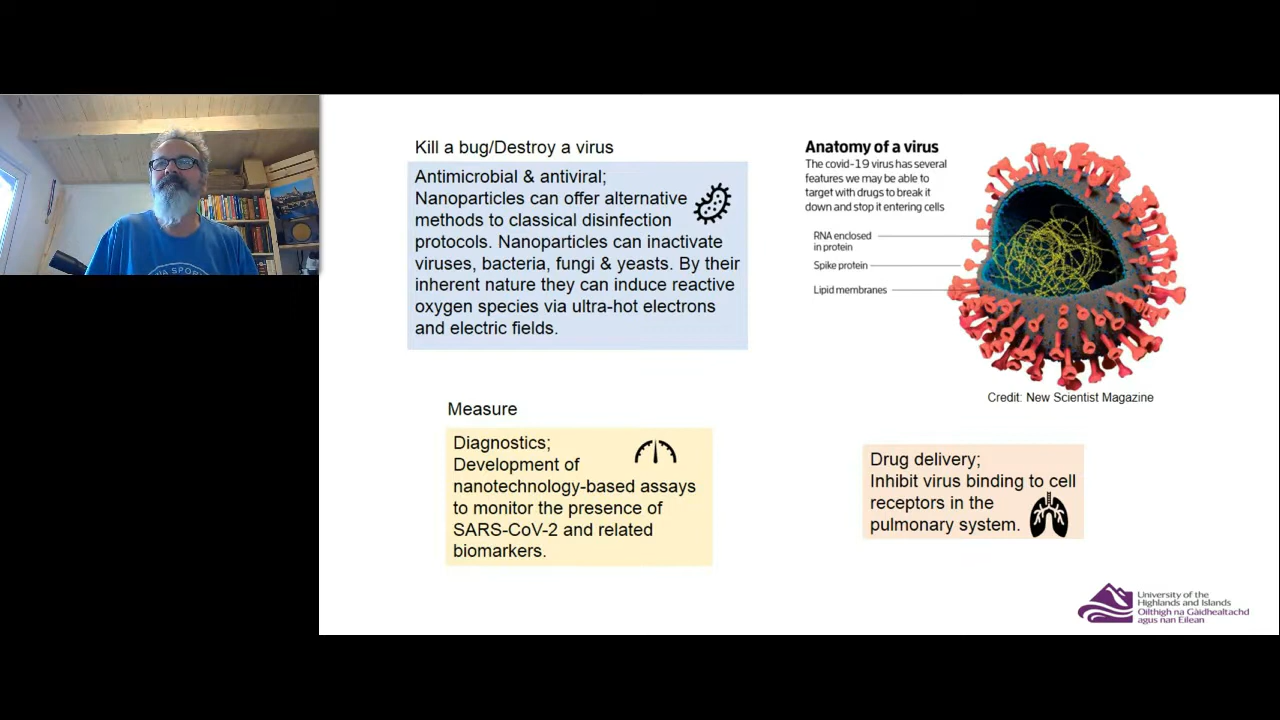 Kill a bug/Destroy a virus
Antimicrobial & antiviral;
Nanoparticles can offer alternative
methods to classical disinfection
protocols. Nanoparticles can inactivate
viruses, bacteria, fungi & yeasts. By their
inherent nature they can induce reactive
oxygen species via ultra-hot electrons
and electric fields.
Anatomy of a virus
The covid-19 virus has several
features we may be able to
target with drugs to break it
down and stop it entering cells
RNA enclosed
in protein
Spike protein
Lipid membranes
Credit: New Scientist Magazine
Measure
Diagnostics;
Development of
nanotechnology-based assays
to monitor the presence of
SARS-CoV-2 and related
biomarkers.
Drug delivery;
Inhibit virus binding to cell
receptors in the
pulmonary system.
University of the
Highlands and Islands
Oilthigh na Gàidhealtachd
agus nan Eilean